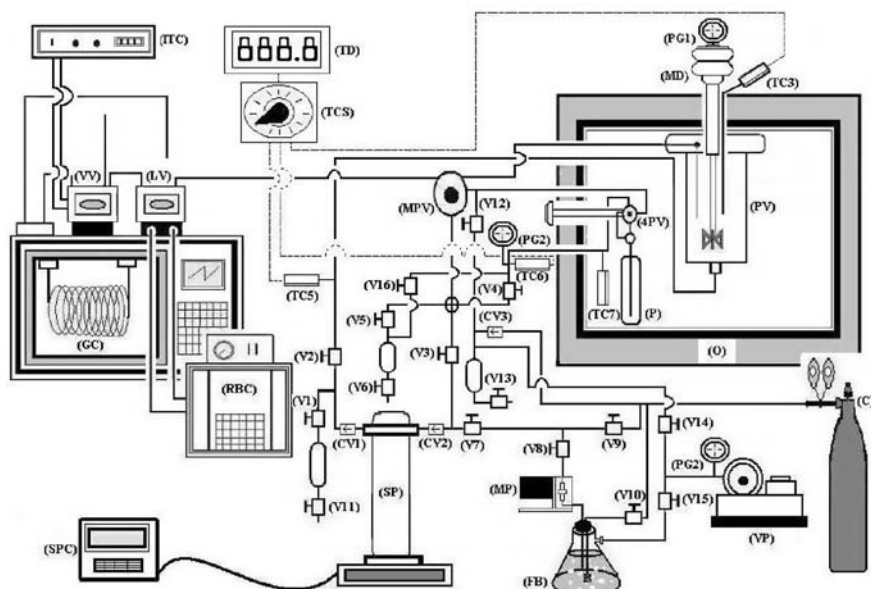 (ITC)
(TD)
(PG1)
(MD)
(TC3)
(TCS)
(VV)
(LV)
(MPV)
(V12)
(4PV)
(PV)
(PG2)
(TC6)
(TC5)
(V16)
(V4)
(TC7)
(P)
(V5)
(CV3)
(GC)
(V2)
(V3)
(O)
(RBC)
(V6)
(V13)
(V1)
(C)
(CV1)
(CV2)
(V7)
(V9)
(V14)
(V8)
(PG2)
(SP)
(MP)
(V10)
(V15)
(V11)
(VP)
(SPC)
(FB)